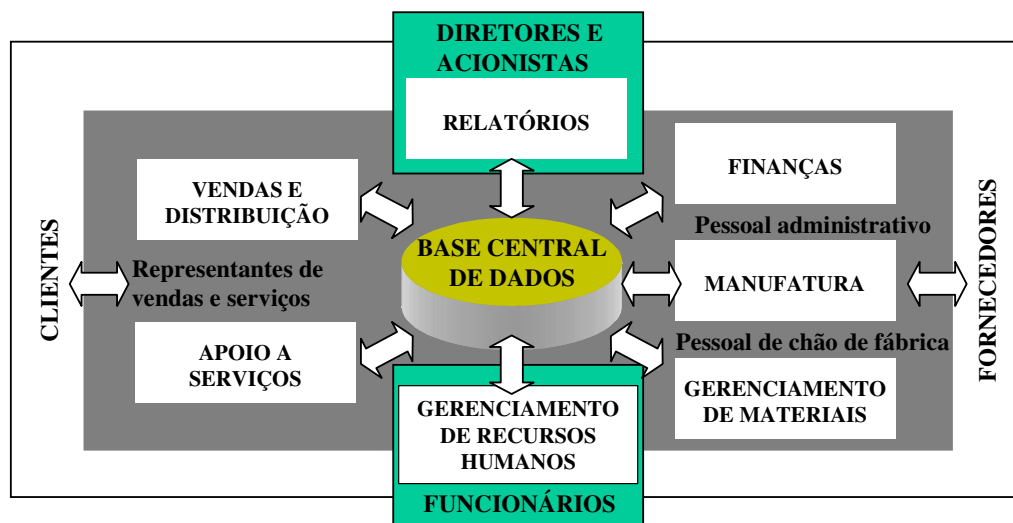 DIRETORES E
ACIONISTAS
RELATÓRIOS
VENDAS E
DISTRIBUIÇÃO
FINANÇAS
Pessoal administrativo
CLIENTES
Representantes de
vendas e serviços
BASE CENTRAL
DE DADOS
MANUFATURA
FORNECEDORES
Pessoal de chão de fábrica
APOIO A
SERVIÇOS
GERENCIAMENTO
DE RECURSOS
HUMANOS
GERENCIAMENTO
DE MATERIAIS
FUNCIONÁRIOS